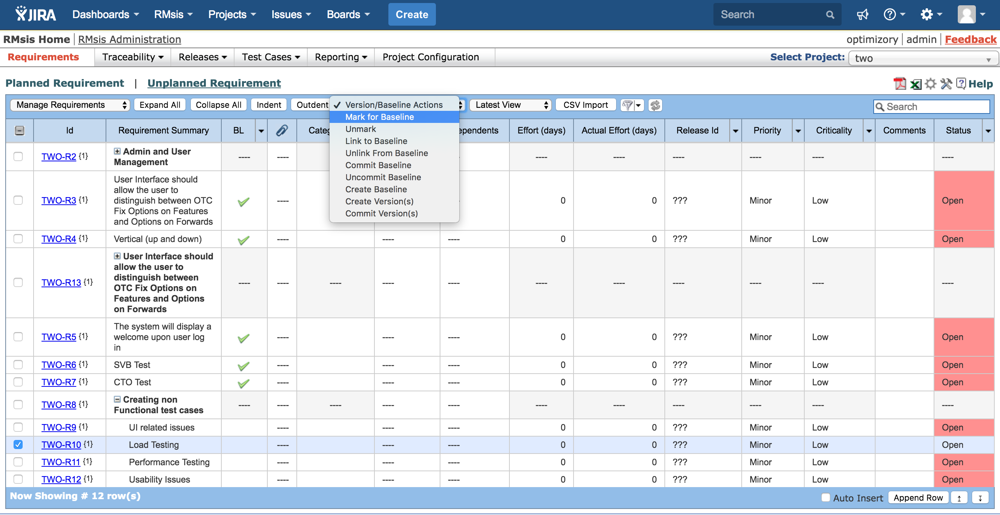 JIRA Dashboards RMsis Projects Issues Boards Create Search
RMsis Home RMsis Administration optimizory admin Feedback
Requirements Traceability Releases Test Cases Reporting Project Configuration Select Project: two
Planned Requirement | Unplanned Requirement Help
Manage Requirements Expand All Collapse All Indent Outdent ✓ Version/Baseline Actions Latest View CSV Import Search
Mark for Baseline
Unmark
Link to Baseline
Unlink From Baseline
Commit Baseline
Uncommit Baseline
Create Baseline
Create Version(s)
Commit Version(s)
Id Requirement Summary BL Categ ependents Effort (days) Actual Effort (days) Release Id Priority Criticality Comments Status
TWO-R2 {1} Admin and User ---- ---- ---- ---- ---- ---- ---- ----
Management
User Interface should
allow the user to
TWO-R3 {1} distinguish between OTC ---- 0 0 ??? Minor Low Open
Fix Options on Features
and Options on Forwards
TWO-R4 {1} Vertical (up and down) ---- ---- ---- 0 0 ??? Minor Low Open
User Interface should
allow the user to
distinguish between
TWO-R13 {1} OTC Fix Options on ---- ---- ---- ---- ---- ---- ---- ---- ---- ---- ----
Features and Options
on Forwards
The system will display a
TWO-R5 {1} welcome upon user log ---- ---- ---- 0 0 ??? Minor Low Open
in
TWO-R6 {1} SVB Test ---- ---- ---- 0 0 ??? Minor Low Open
TWO-R7 {1} CTO Test ---- ---- ---- 0 0 ??? Minor Low Open
TWO-R8 {1} Creating non ---- ---- ---- ---- ---- ---- ---- ---- ---- ---- ----
Functional test cases
TWO-R9 {1} UI related issues ---- ---- ---- 0 0 ??? Minor Low Open
TWO-R10 {1} Load Testing ---- ---- ---- 0 0 ??? Minor Low Open
TWO-R11 {1} Performance Testing ---- ---- ---- 0 0 ??? Minor Low Open
TWO-R12 {1} Usability Issues ---- ---- ---- 0 0 ??? Minor Low Open
Now Showing # 12 row(s) Auto Insert Append Row